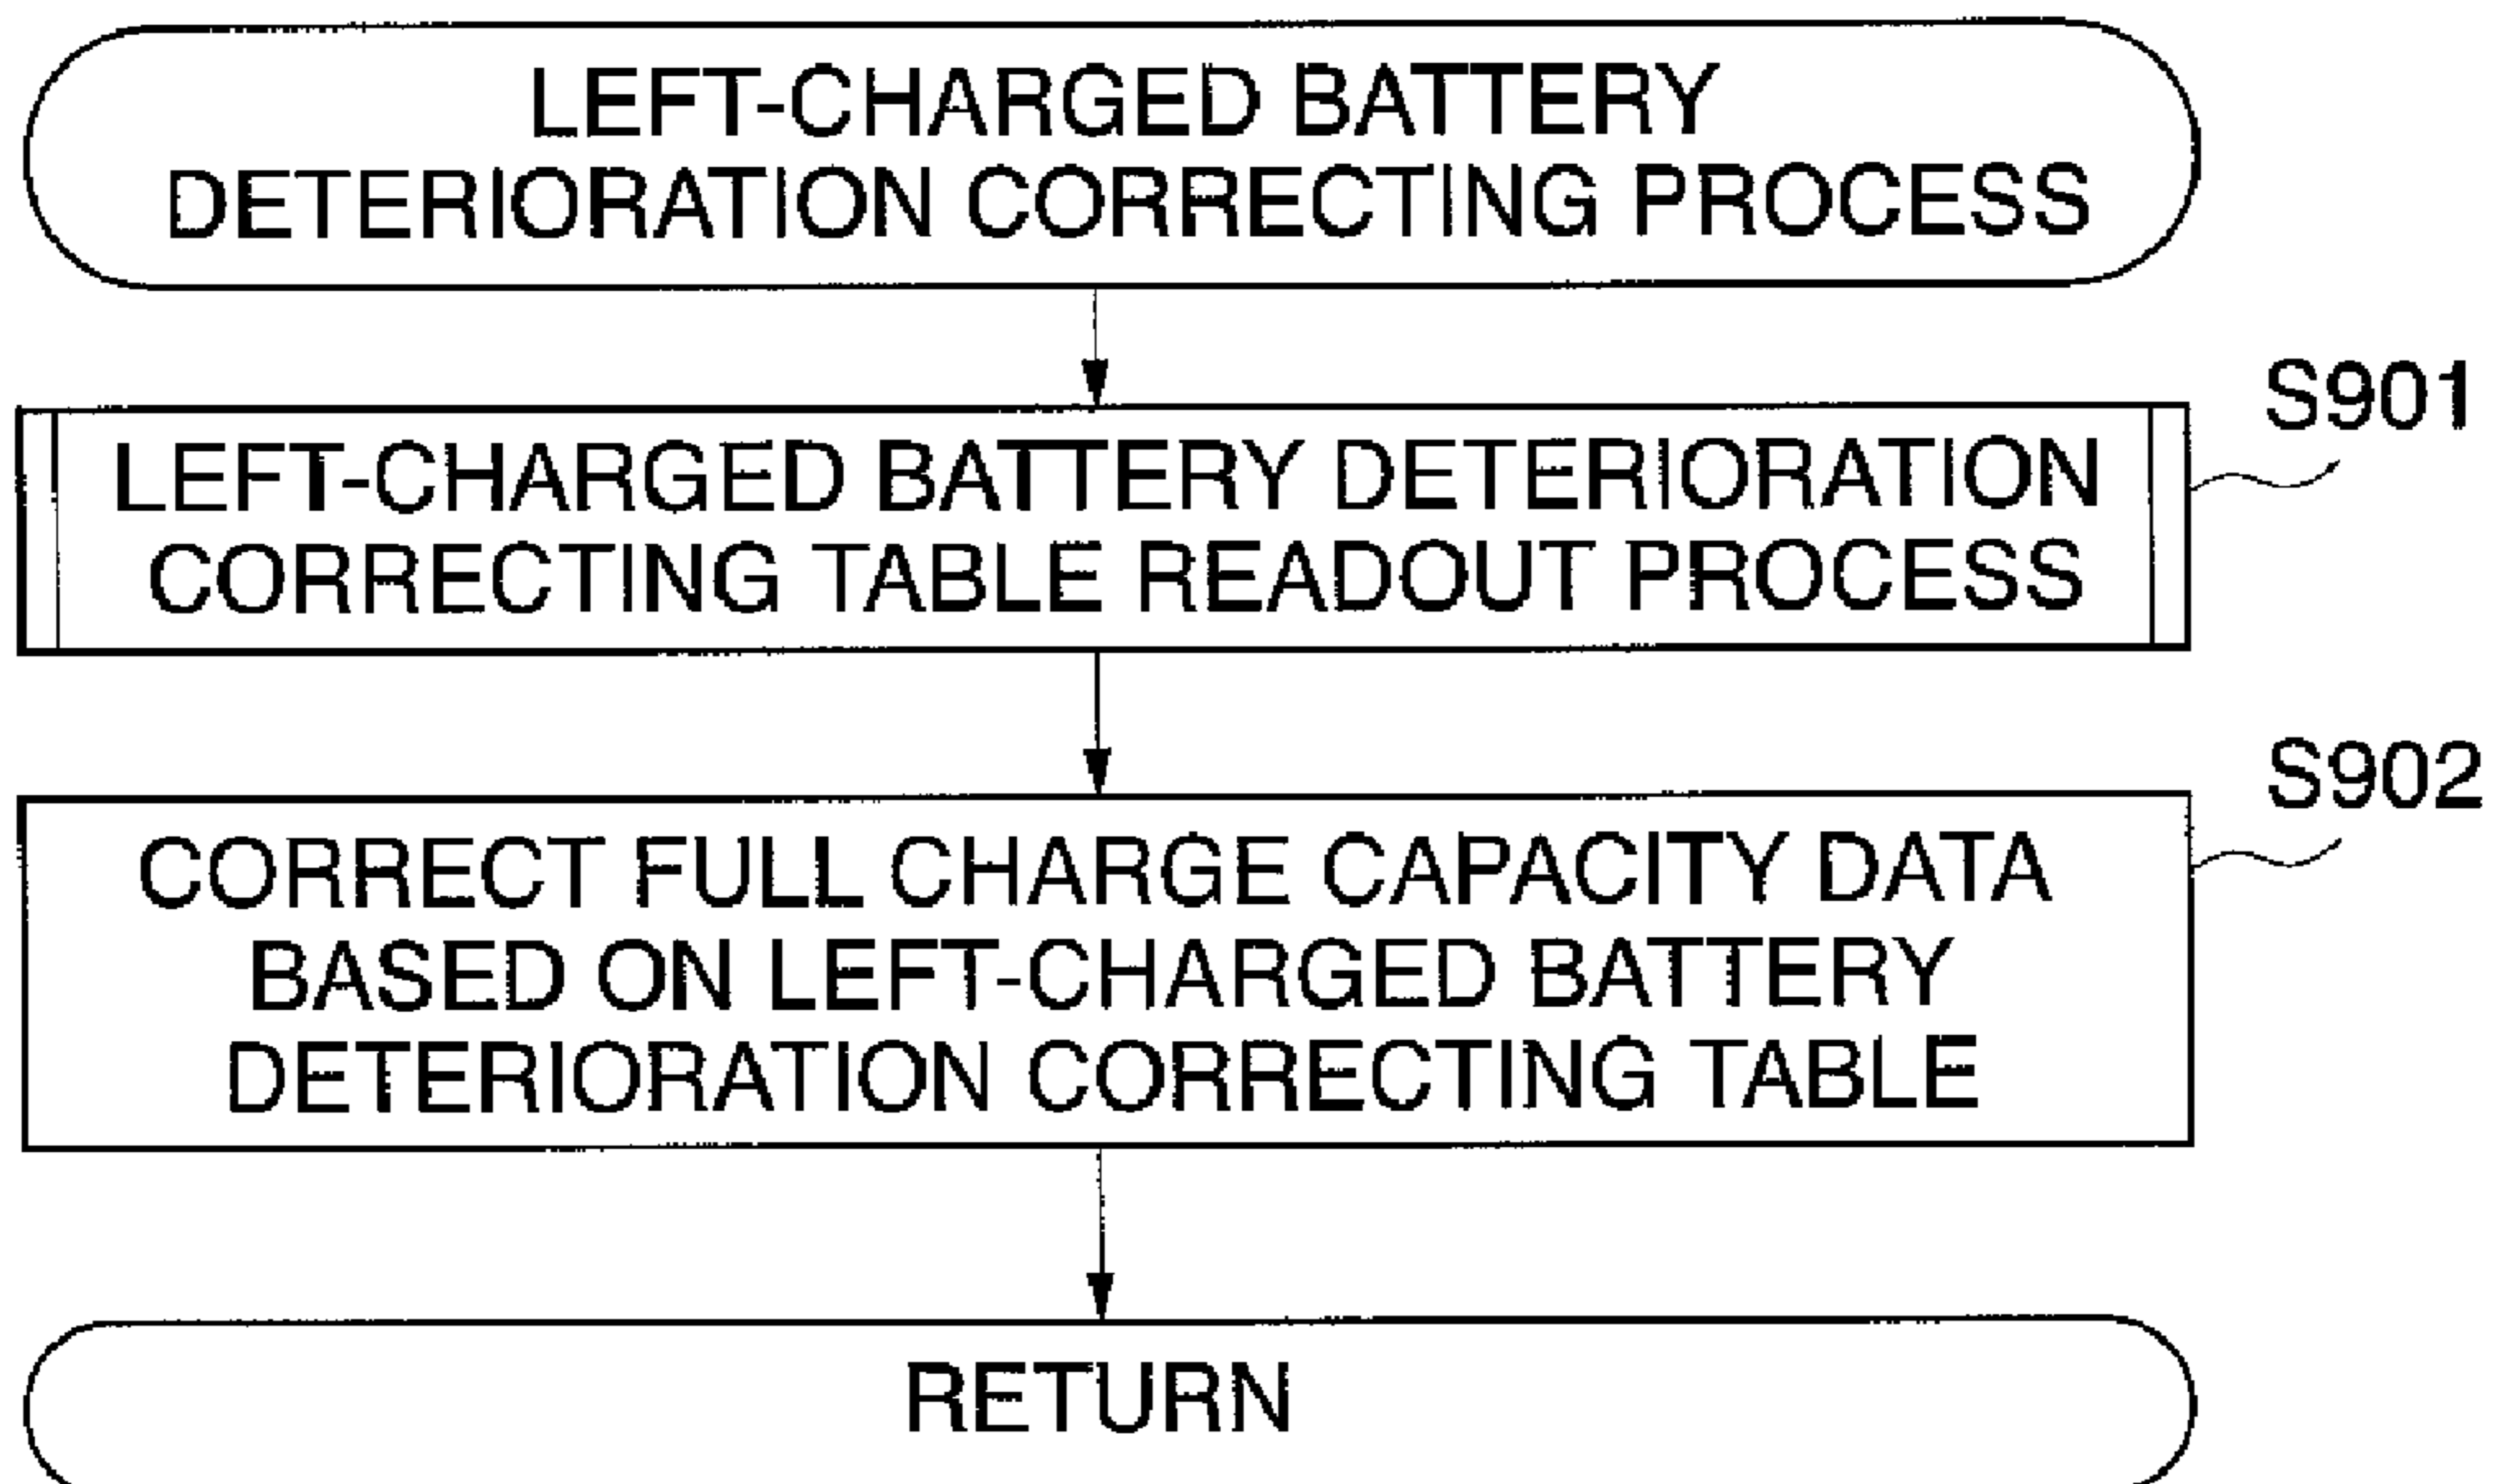 LEFT-CHARGED BATTERY
DETERIORATION CORRECTING PROCESS
S901
LEFT-CHARGED BATTERY DETERIORATION
CORRECTING TABLE READOUT PROCESS
S902
CORRECT FULL CHARGE CAPACITY DATA
BASED ON LEFT-CHARGED BATTERY
DETERIORATION CORRECTING TABLE
RETURN